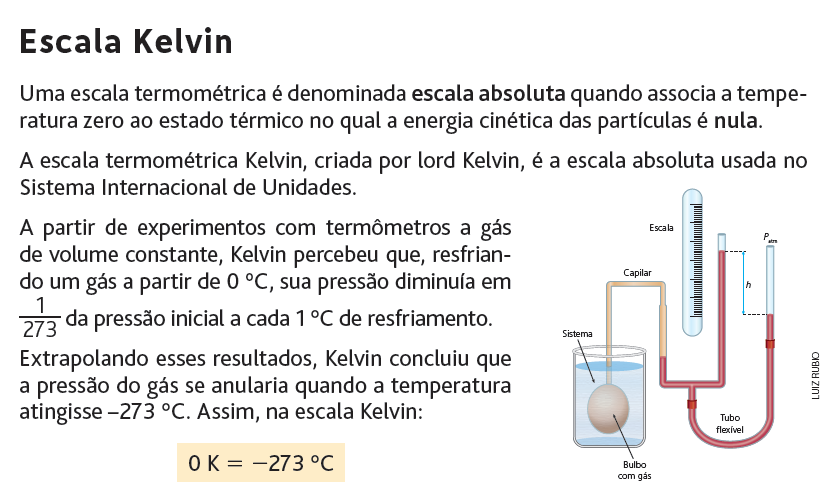 Escala Kelvin
Uma escala termométrica é denominada escala absoluta quando associa a tempe-
ratura zero ao estado térmico no qual a energia cinética das partículas é nula.
A escala termométrica Kelvin, criada por lord Kelvin, é a escala absoluta usada no
Sistema Internacional de Unidades.
A partir de experimentos com termômetros a gás
de volume constante, Kelvin percebeu que, resfrian-
do um gás a partir de 0 ºC, sua pressão diminuía em
1/273 da pressão inicial a cada 1 ºC de resfriamento.
Extrapolando esses resultados, Kelvin concluiu que
a pressão do gás se anularia quando a temperatura
atingisse –273 ºC. Assim, na escala Kelvin:
0 K = −273 ºC
Escala
Patm
h
Capilar
Sistema
Tubo
flexível
Bulbo
com gás
LUIZ RUBIO